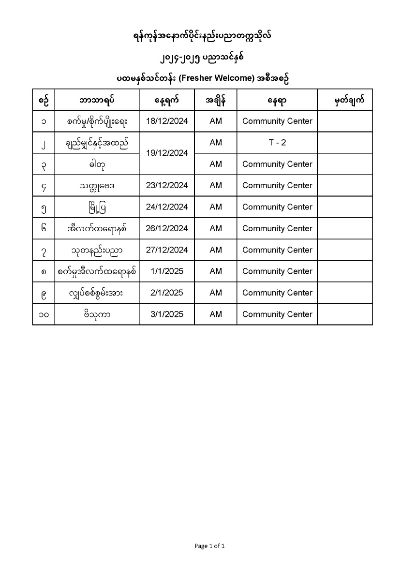 ရန်ကုန်အနောက်ပိုင်းနည်းပညာတက္ကသိုလ်
၂၀၂၄-၂၀၂၅ ပညာသင်နှစ်
ပထမနှစ်သင်တန်း (Fresher Welcome) အစီအစဉ်
စဉ် ဘာသာရပ် နေ့ရက် အချိန် နေရာ မှတ်ချက်
၁ စက်မှု/စိုက်ပျိုးရေး 18/12/2024 AM Community Center
၂ ချည်မျှင်နှင့်အထည် 19/12/2024 AM T - 2
၃ ဓါတု AM Community Center
၄ သတ္တုဗေဒ 23/12/2024 AM Community Center
၅ မြို့ပြ 24/12/2024 AM Community Center
၆ အီလက်ထရောနစ် 26/12/2024 AM Community Center
၇ သုတနည်းပညာ 27/12/2024 AM Community Center
၈ စက်မှုအီလက်ထရောနစ် 1/1/2025 AM Community Center
၉ လျှပ်စစ်စွမ်းအား 2/1/2025 AM Community Center
၁၀ ဗိသုကာ 3/1/2025 AM Community Center
Page 1 of 1